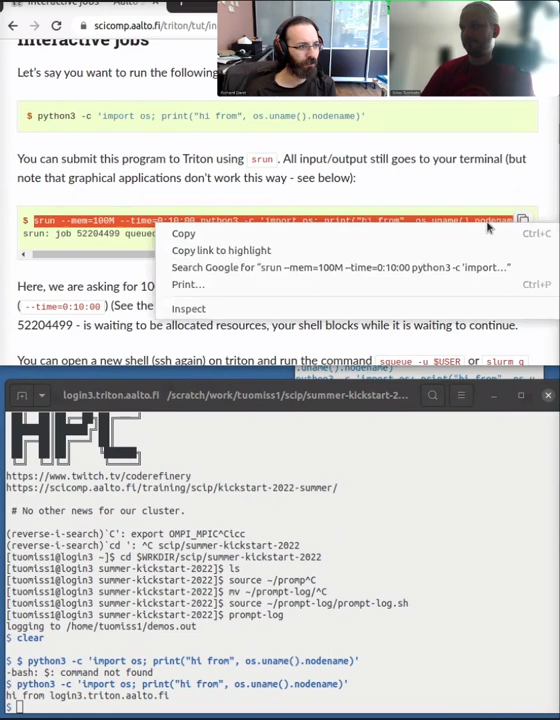 Interactive jobs
scicomp.aalto.fi/triton/tut/in
Interactive jobs
Let's say you want to run the following
$ python3 -c 'import os; print("hi from", os.uname().nodename)'
You can submit this program to Triton using srun. All input/output still goes to your terminal (but
note that graphical applications don't work this way - see below):
$ srun --mem=100M --time=0:10:00 python3 -c 'import os; print("hi from", os.uname().nodenam
srun: job 52204499 queued
Copy Ctrl+C
Copy link to highlight
Search Google for "srun --mem=100M --time=0:10:00 python3 -c 'import..."
Print... Ctrl+P
Inspect
Here, we are asking for 10
( --time=0:10:00 ) (See the
52204499 - is waiting to be allocated resources, your shell blocks while it is waiting to continue.
You can open a new shell (ssh again) on triton and run the command squeue -u $USER or slurm q
login3.triton.aalto.fi /scratch/work/tuomiss1/scip/summer-kickstart-2...
HPC
https://www.twitch.tv/coderefinery
https://scicomp.aalto.fi/training/scip/kickstart-2022-summer/
# No other news for our cluster.
(reverse-i-search)`C': export OMPI_MPIC^Cicc
(reverse-i-search)`cd ': ^C scip/summer-kickstart-2022
[tuomiss1@login3 ~]$ cd $WRKDIR/scip/summer-kickstart-2022
[tuomiss1@login3 summer-kickstart-2022]$ ls
[tuomiss1@login3 summer-kickstart-2022]$ source ~/promp^C
[tuomiss1@login3 summer-kickstart-2022]$ mv ~/prompt-log/^C
[tuomiss1@login3 summer-kickstart-2022]$ source ~/prompt-log/prompt-log.sh
[tuomiss1@login3 summer-kickstart-2022]$ prompt-log
logging to /home/tuomiss1/demos.out
$ clear
$ $ python3 -c 'import os; print("hi from", os.uname().nodename)'
-bash: $: command not found
$ python3 -c 'import os; print("hi from", os.uname().nodename)'
hi from login3.triton.aalto.fi
$